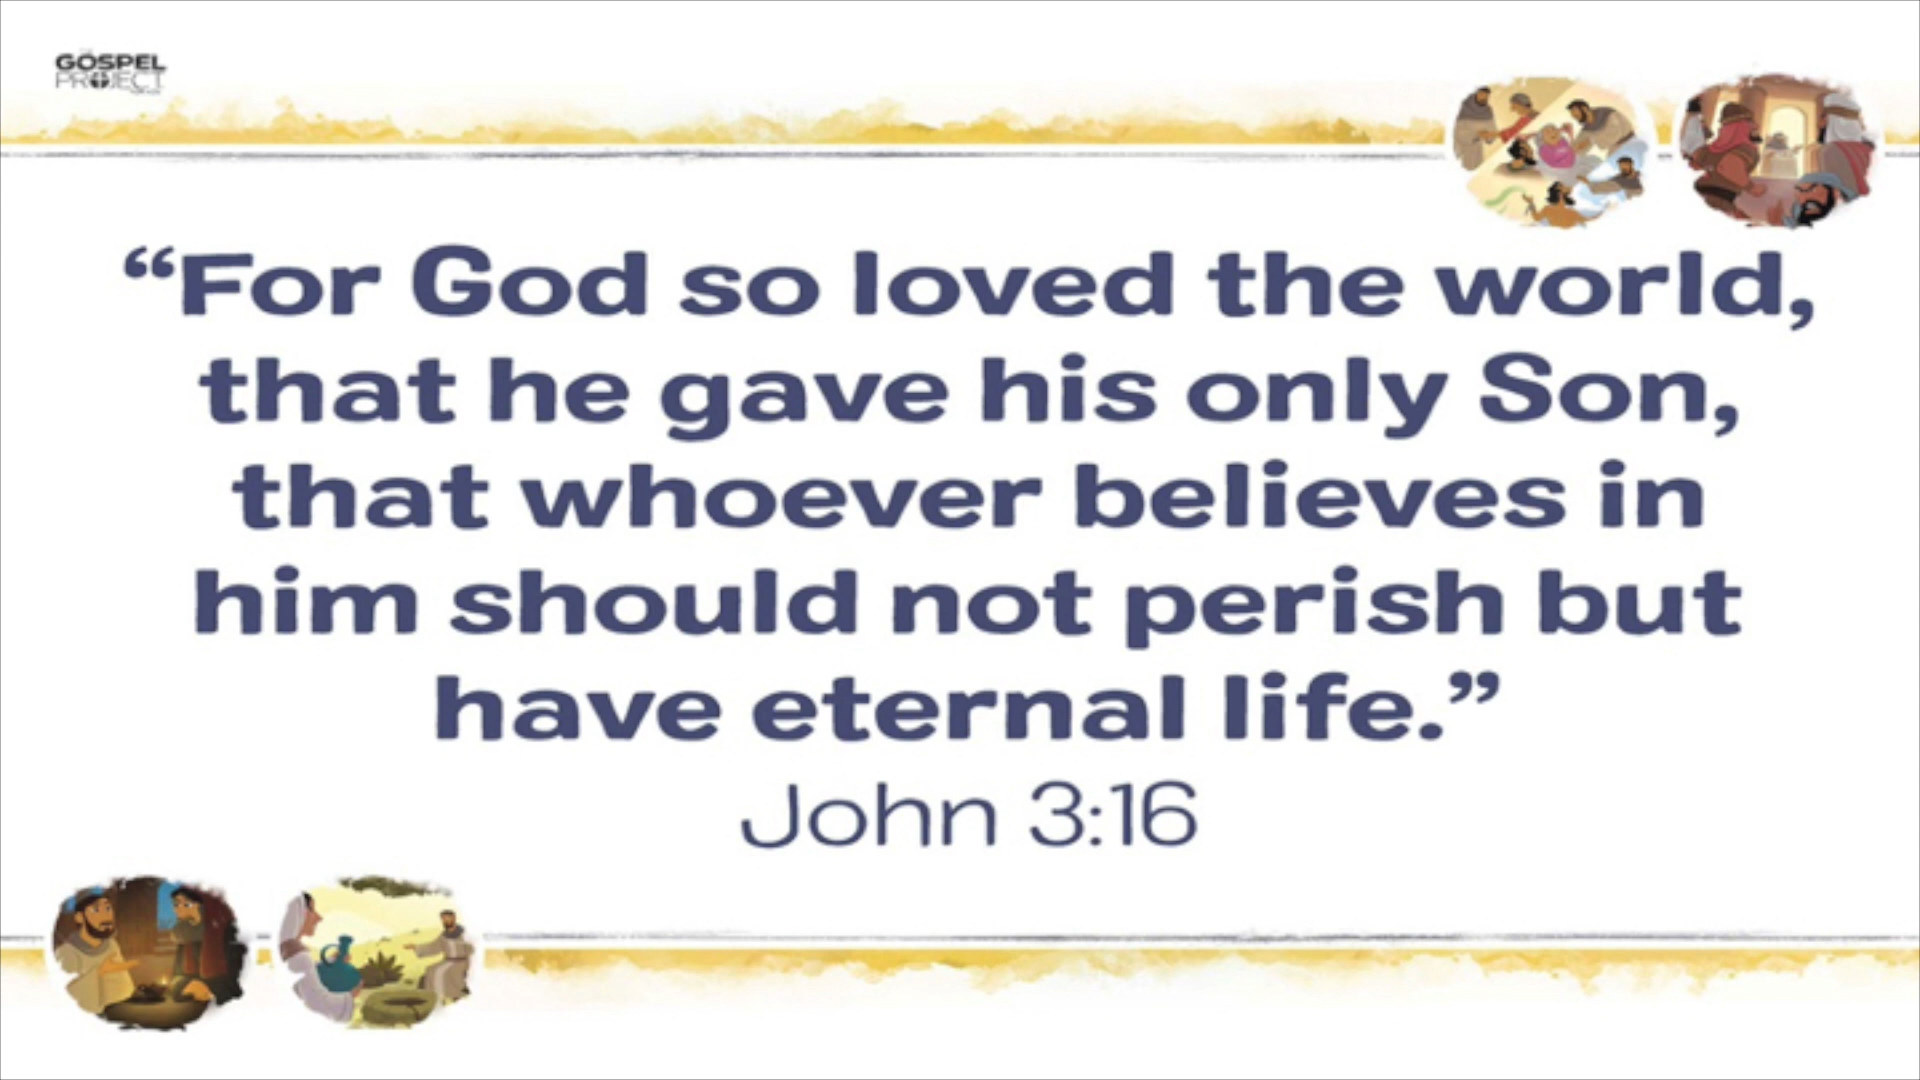 GOSPEL
PROJECT
“For God so loved the world,
that he gave his only Son,
that whoever believes in
him should not perish but
have eternal life.”
John 3:16